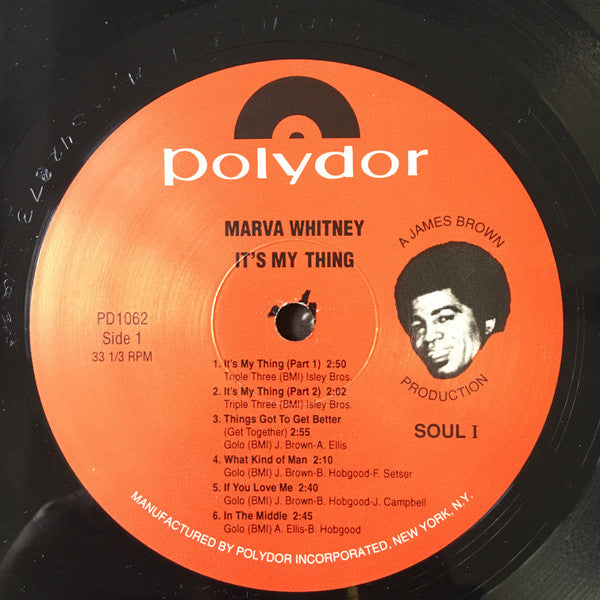 polydor
MARVA WHITNEY
IT'S MY THING
A JAMES BROWN
PRODUCTION
PD1062
Side 1
33 1/3 RPM
SOUL I
1. It's My Thing (Part 1) 2:50
Triple Three (BMI) Isley Bros.
2. It's My Thing (Part 2) 2:02
Triple Three (BMI) Isley Bros.
3. Things Got To Get Better
(Get Together) 2:55
Golo (BMI) J. Brown-A. Ellis
4. What Kind of Man 2:10
Golo (BMI) J. Brown-B. Hobgood-F. Setser
5. If You Love Me 2:40
Golo (BMI) J. Brown-B. Hobgood-J. Campbell
6. In The Middle 2:45
Golo (BMI) A. Ellis-B. Hobgood
MANUFACTURED BY POLYDOR INCORPORATED, NEW YORK, N.Y.